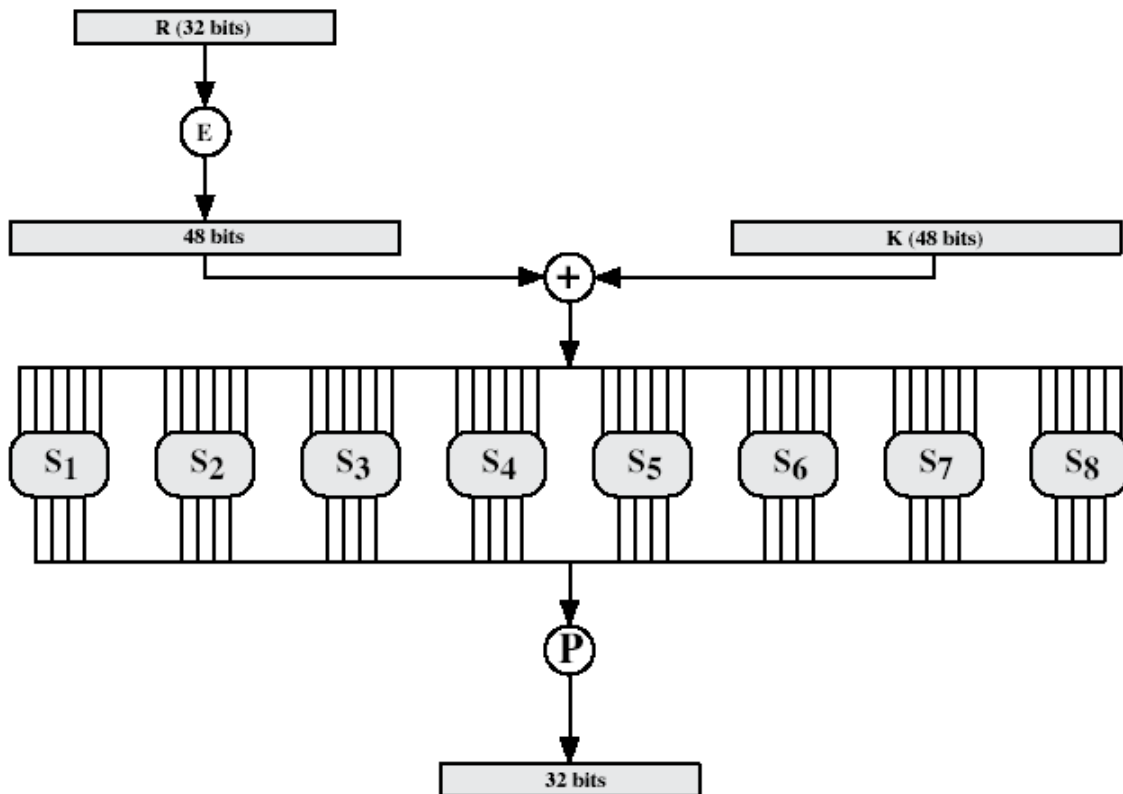 R (32 bits)
E
48 bits
K (48 bits)
+
S1 S2 S3 S4 S5 S6 S7 S8
P
32 bits